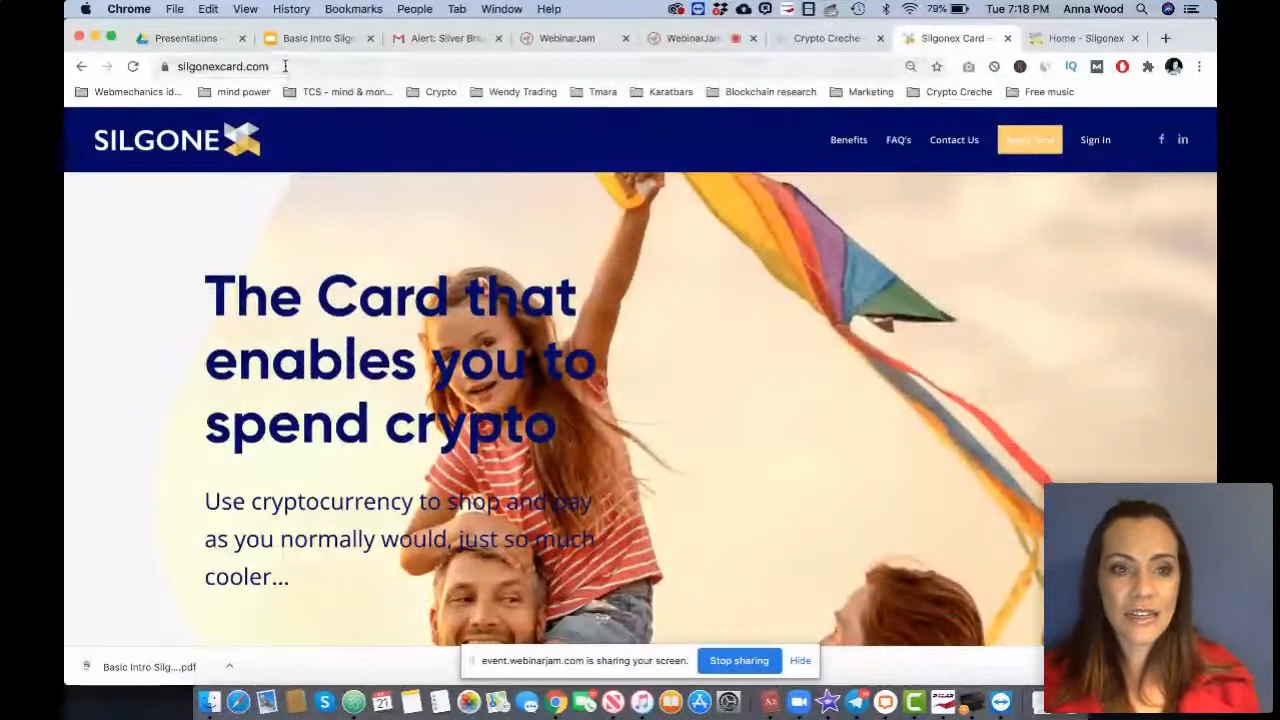 Chrome File Edit View History Bookmarks People Tab Window Help 79% Tue 7:18 PM Anna Wood
Presentations - Basic Intro Silgo Alert: Silver Bre WebinarJam WebinarJam Crypto Creche Silgonex Card – Home - Silgonex
silgonexcard.com
Webmechanics id... mind power TCS - mind & mon... Crypto Wendy Trading Tmara Karatbars Blockchain research Marketing Crypto Creche Free music
SILGONEX Benefits FAQ's Contact Us Apply Now Sign In
The Card that
enables you to
spend crypto
Use cryptocurrency to shop and pay
as you normally would, just so much
cooler...
event.webinarjam.com is sharing your screen. Stop sharing Hide
Basic Intro Silg....pdf